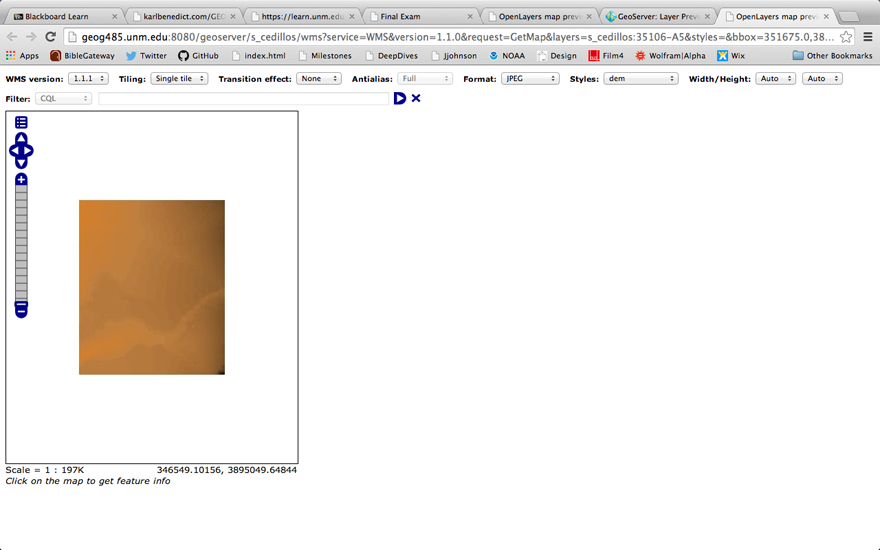 Blackboard Learn karlbenedict.com/GEO https://learn.unm.edu Final Exam OpenLayers map previ GeoServer: Layer Previ OpenLayers map previ
geog485.unm.edu:8080/geoserver/s_cedillos/wms?service=WMS&version=1.1.0&request=GetMap&layers=s_cedillos:35106-A5&styles=&bbox=351675.0,38...
Apps BibleGateway Twitter GitHub index.html Milestones DeepDives Jjohnson NOAA Design Film4 Wolfram|Alpha Wix Other Bookmarks
WMS version: 1.1.1 Tiling: Single tile Transition effect: None Antialias: Full Format: JPEG Styles: dem Width/Height: Auto Auto
Filter: CQL
Scale = 1 : 197K 346549.10156, 3895049.64844
Click on the map to get feature info